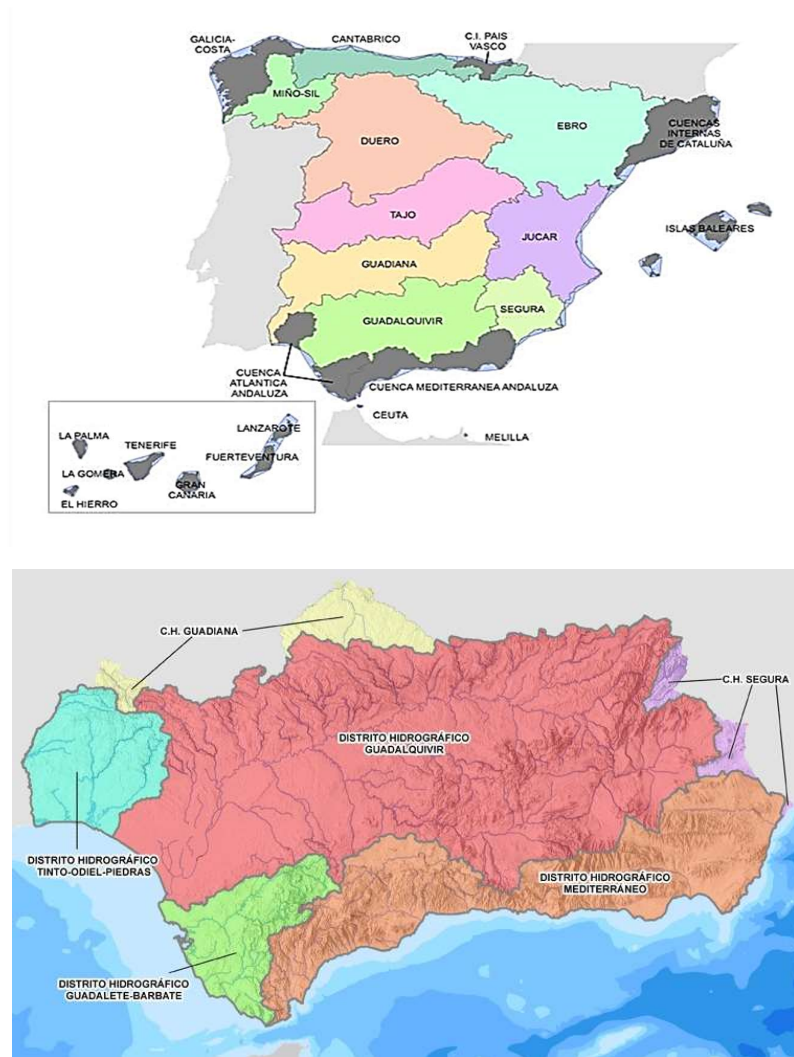 GALICIA-
COSTA
CANTABRICO
C.I. PAIS
VASCO
MIÑO-SIL
DUERO
EBRO
CUENCAS
INTERNAS
DE CATALUÑA
TAJO
JUCAR
ISLAS BALEARES
GUADIANA
SEGURA
GUADALQUIVIR
CUENCA
ATLANTICA
ANDALUZA
CUENCA MEDITERRANEA ANDALUZA
CEUTA
MELILLA
LANZAROTE
LA PALMA
TENERIFE
FUERTEVENTURA
LA GOMERA
GRAN
CANARIA
EL HIERRO
C.H. GUADIANA
C.H. SEGURA
DISTRITO HIDROGRÁFICO
GUADALQUIVIR
DISTRITO HIDROGRÁFICO
TINTO-ODIEL-PIEDRAS
DISTRITO HIDROGRÁFICO
MEDITERRÁNEO
DISTRITO HIDROGRÁFICO
GUADALETE-BARBATE